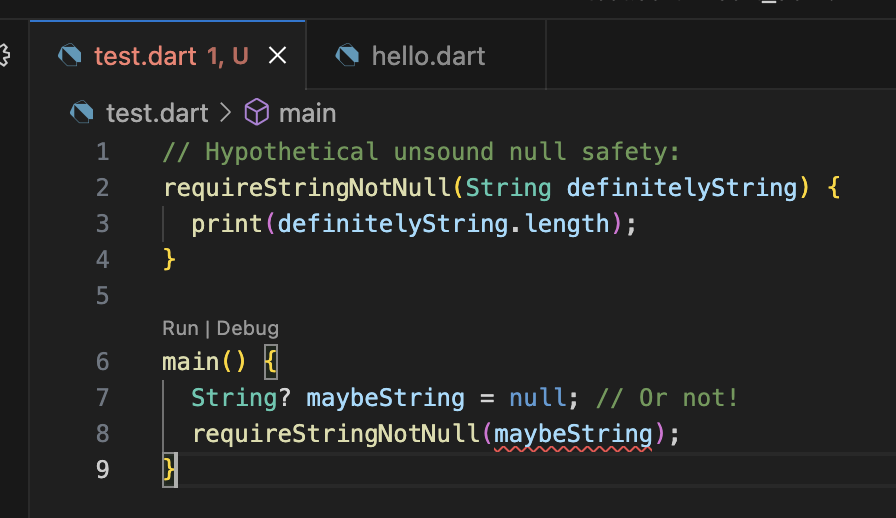 test.dart 1, U
hello.dart
test.dart > main
1 // Hypothetical unsound null safety:
2 requireStringNotNull(String definitelyString) {
3   print(definitelyString.length);
4 }
5
Run | Debug
6 main() {
7   String? maybeString = null; // Or not!
8   requireStringNotNull(maybeString);
9 }